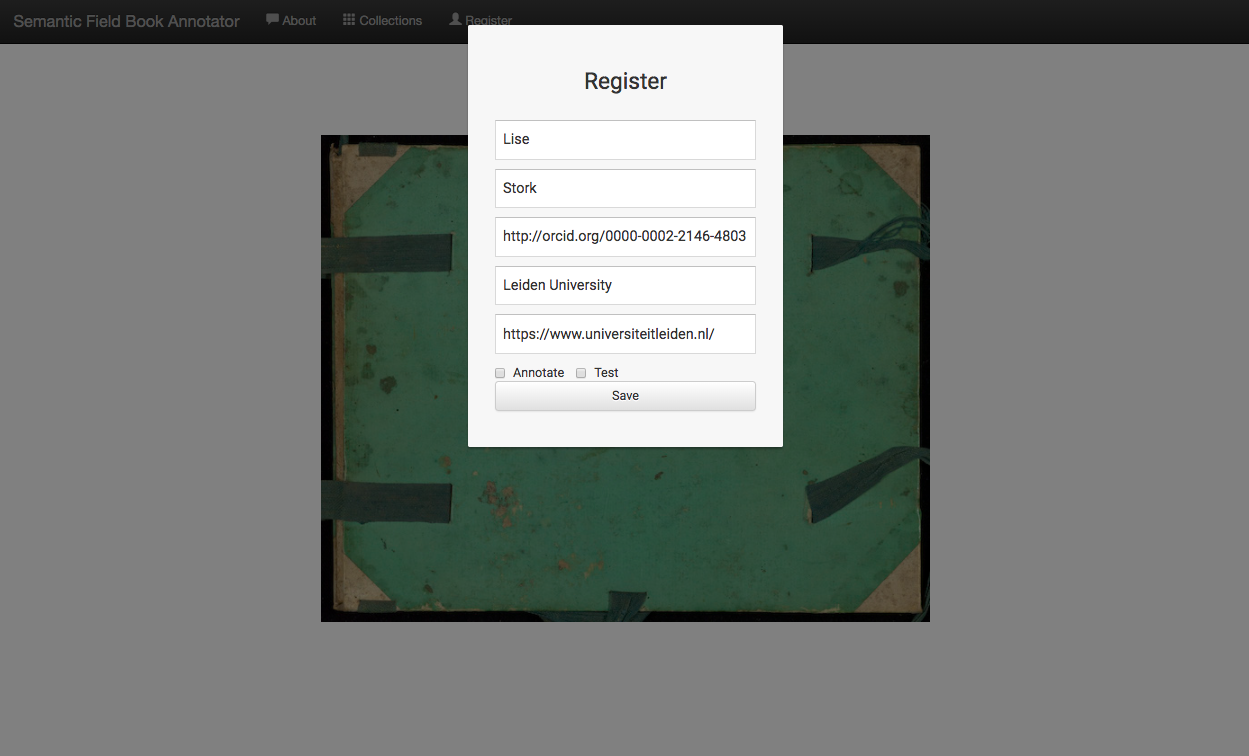 Semantic Field Book Annotator About Collections Register
Register
Lise
Stork
http://orcid.org/0000-0002-2146-4803
Leiden University
https://www.universiteitleiden.nl/
Annotate Test
Save